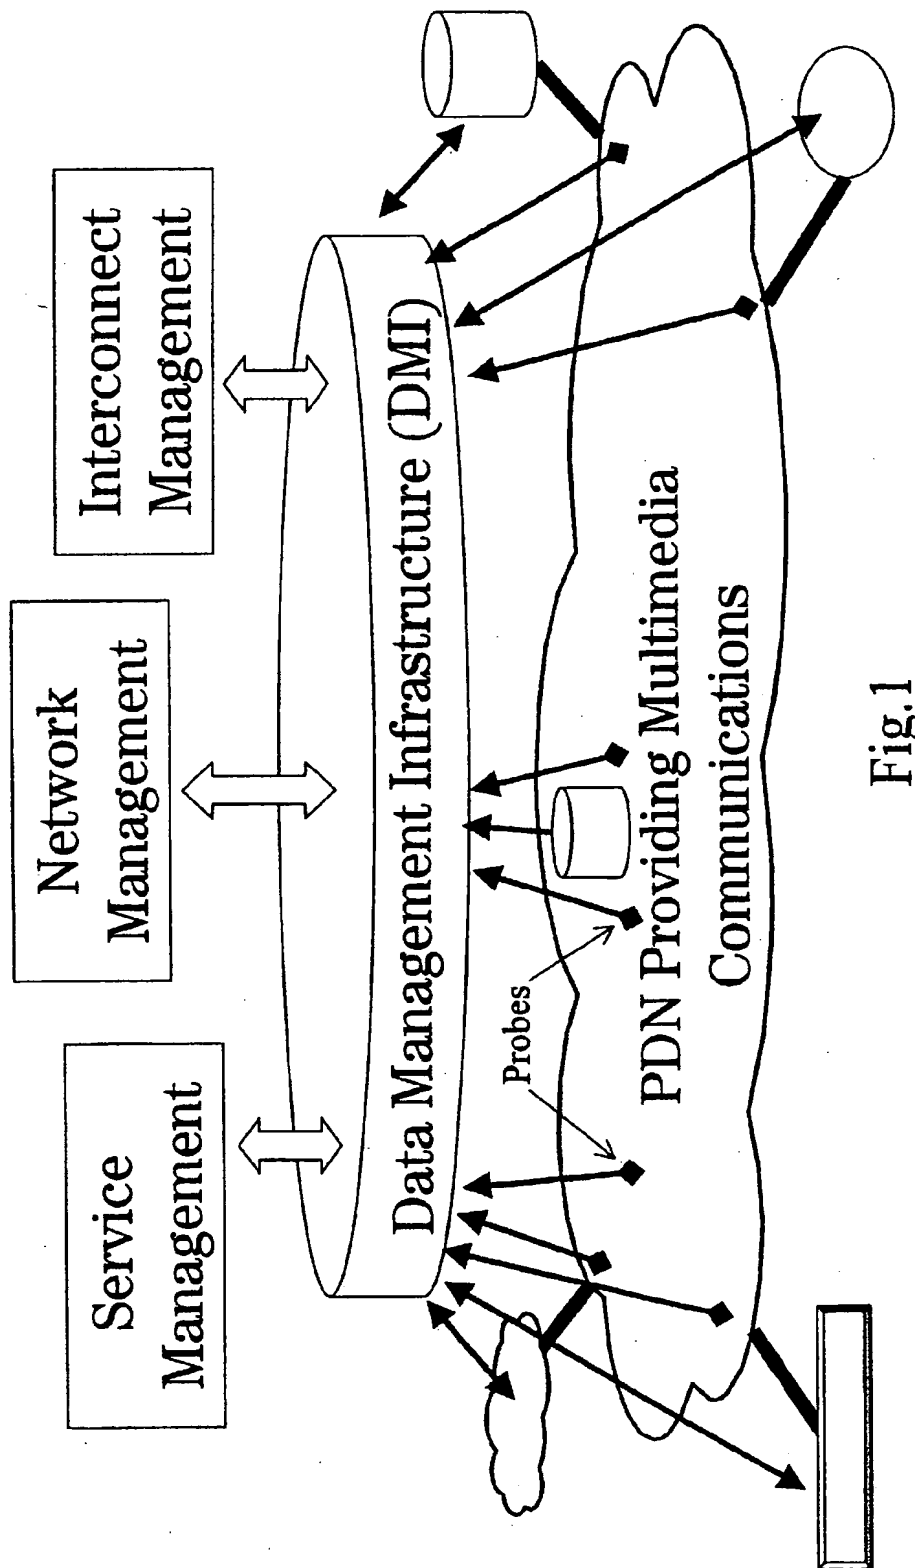 Service
Management
Network
Management
Interconnect
Management
Data Management Infrastructure (DMI)
Probes
PDN Providing Multimedia
Communications
Fig.1